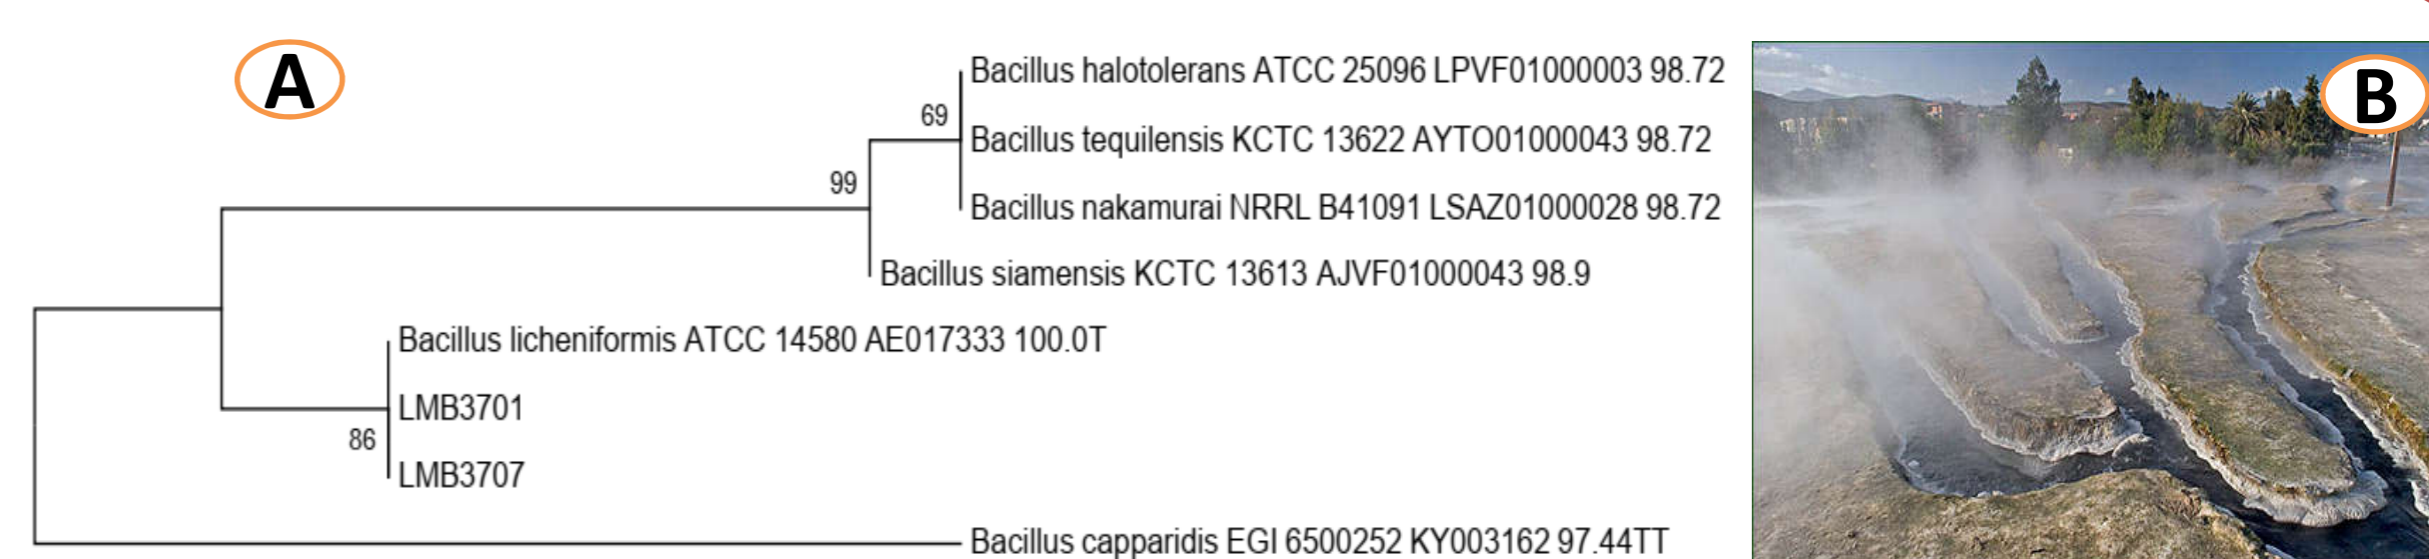 A
B
Bacillus halotolerans ATCC 25096 LPVF01000003 98.72
69
Bacillus tequilensis KCTC 13622 AYTO01000043 98.72
99
Bacillus nakamurai NRRL B41091 LSAZ01000028 98.72
Bacillus siamensis KCTC 13613 AJVF01000043 98.9
Bacillus licheniformis ATCC 14580 AE017333 100.0T
LMB3701
86
LMB3707
Bacillus capparidis EGI 6500252 KY003162 97.44TT